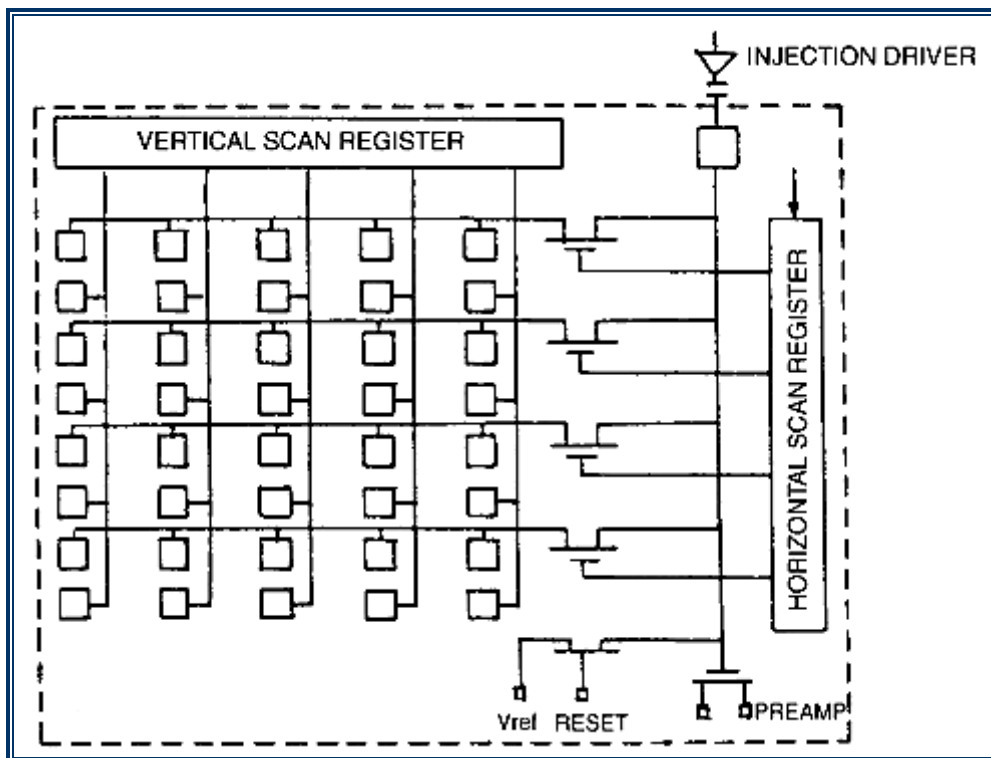 INJECTION DRIVER
VERTICAL SCAN REGISTER
HORIZONTAL SCAN REGISTER
Vref RESET
PREAMP